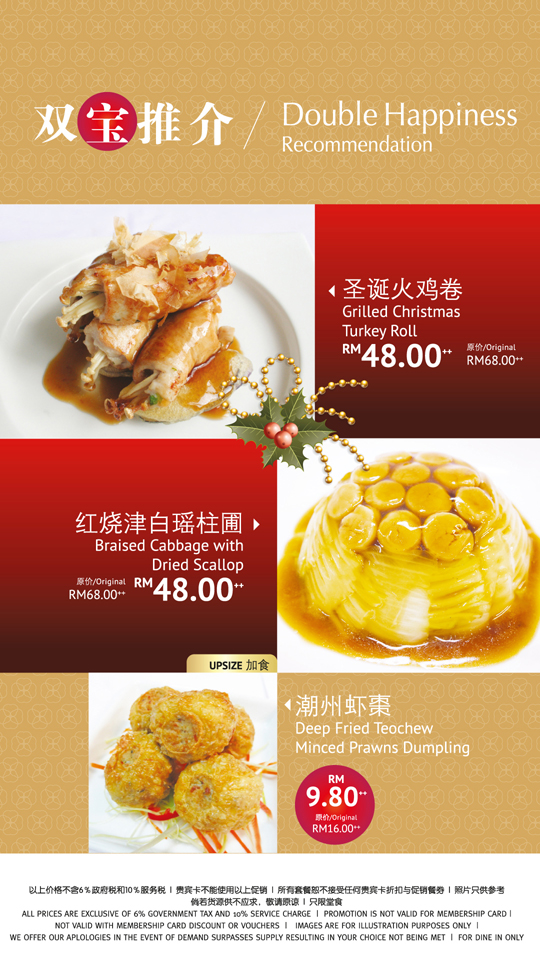 双宝推介 / Double Happiness
Recommendation
圣诞火鸡卷
Grilled Christmas
Turkey Roll
RM48.00++
原价/Original
RM68.00++
红烧津白瑶柱圃
Braised Cabbage with
Dried Scallop
原价/Original
RM68.00++
RM48.00++
UPSIZE 加食
潮州虾枣
Deep Fried Teochew
Minced Prawns Dumpling
RM
9.80++
原价/Original
RM16.00++
以上价格不含6%政府税和10%服务税 | 贵宾卡不能使用以上促销 | 所有套餐恕不接受任何贵宾卡折扣与促销餐券 | 照片只供参考
倘若货源供不应求，敬请原谅 | 只限堂食
ALL PRICES ARE EXCLUSIVE OF 6% GOVERNMENT TAX AND 10% SERVICE CHARGE | PROMOTION IS NOT VALID FOR MEMBERSHIP CARD |
NOT VALID WITH MEMBERSHIP CARD DISCOUNT OR VOUCHERS | IMAGES ARE FOR ILLUSTRATION PURPOSES ONLY |
WE OFFER OUR APLOLOGIES IN THE EVENT OF DEMAND SURPASSES SUPPLY RESULTING IN YOUR CHOICE NOT BEING MET | FOR DINE IN ONLY